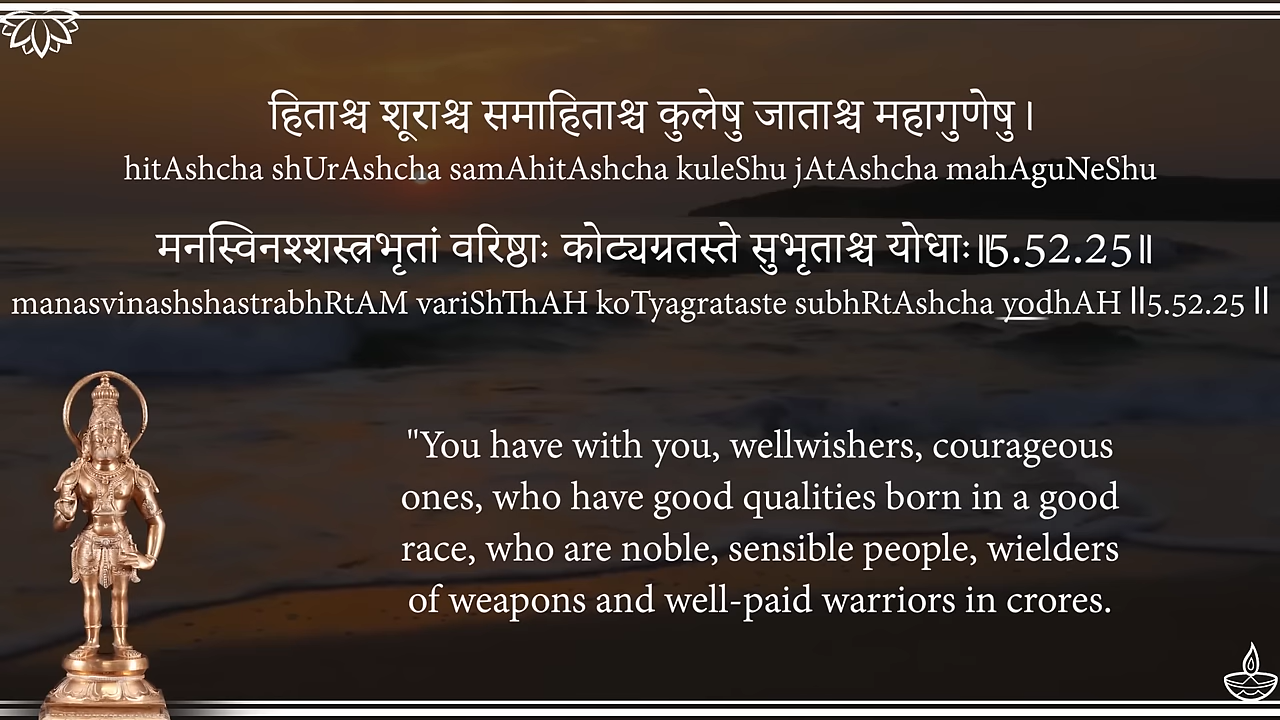 हिताश्च शूराश्च समाहिताश्च कुलेषु जाताश्च महागुणेषु।
hitAshcha shUrAshcha samAhitAshcha kuleShu jAtAshcha mahAguNeShu
मनस्विनश्शस्त्रभृतां वरिष्ठाः कोट्यग्रतस्ते सुभृताश्च योधाः॥5.52.25॥
manasvinashshastrabhRtAM variShThAH koTyagrataste subhRtAshcha yodhAH ॥5.52.25॥
"You have with you, wellwishers, courageous
ones, who have good qualities born in a good
race, who are noble, sensible people, wielders
of weapons and well-paid warriors in crores.